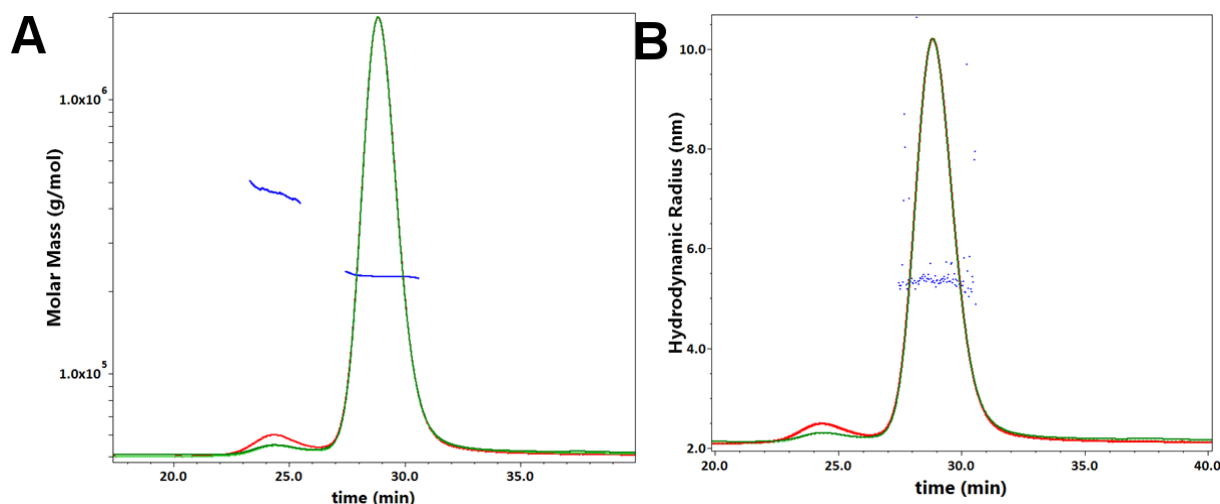 A
Molar Mass (g/mol)
1.0x10⁶
1.0x10⁵
20.0 25.0 30.0 35.0
time (min)
B
Hydrodynamic Radius (nm)
10.0
8.0
6.0
4.0
2.0
20.0 25.0 30.0 35.0 40.0
time (min)